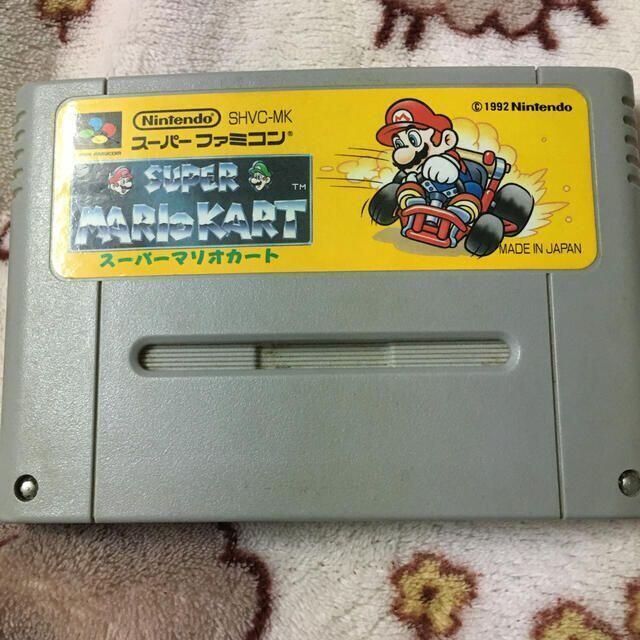 Nintendo SHVC-MK
スーパーファミコン
© 1992 Nintendo
SUPER
MARIO KART TM
スーパーマリオカート
MADE IN JAPAN